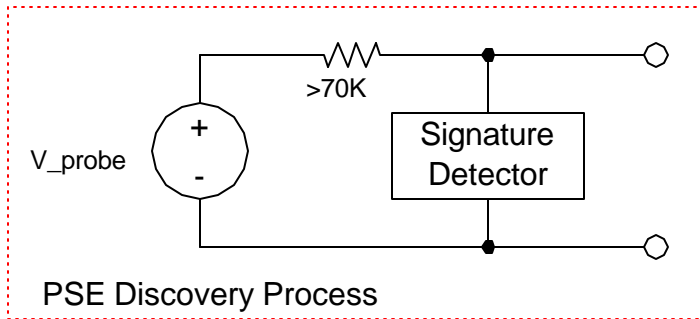 >70K
+
V_probe
-
Signature
Detector
PSE Discovery Process